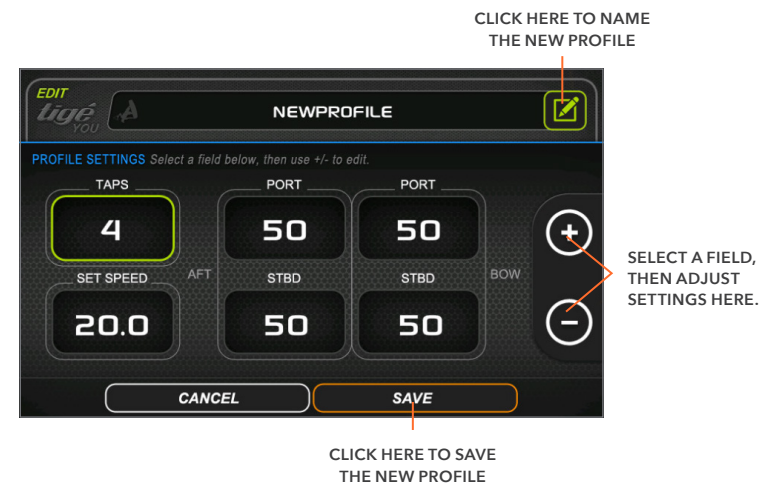 CLICK HERE TO NAME
THE NEW PROFILE
EDIT
tigé
YOU
NEWPROFILE
PROFILE SETTINGS Select a field below, then use +/- to edit.
TAPS
PORT
PORT
4
50
50
SET SPEED
AFT
STBD
STBD
BOW
20.0
50
50
+
-
SELECT A FIELD,
THEN ADJUST
SETTINGS HERE.
CANCEL
SAVE
CLICK HERE TO SAVE
THE NEW PROFILE